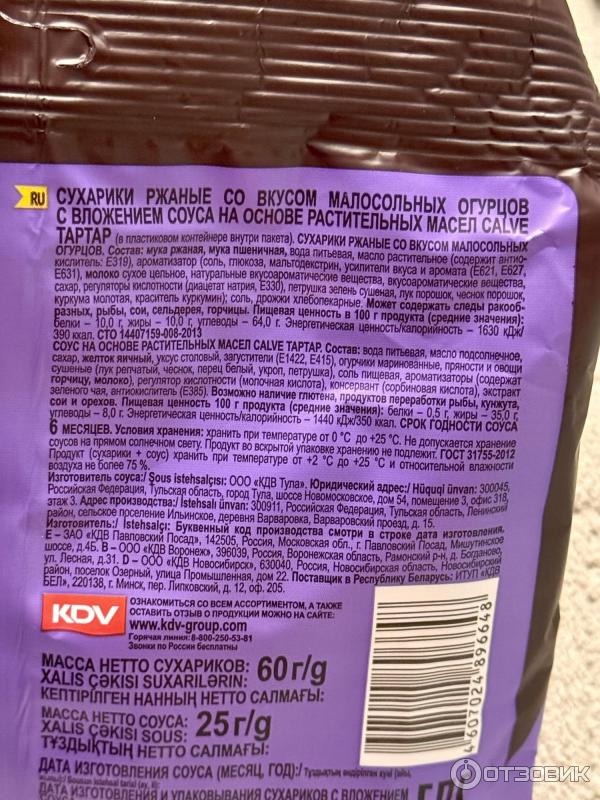 RU
СУХАРИКИ РЖАНЫЕ СО ВКУСОМ МАЛОСОЛЬНЫХ ОГУРЦОВ
С ВЛОЖЕНИЕМ СОУСА НА ОСНОВЕ РАСТИТЕЛЬНЫХ МАСЕЛ CALVE
ТАРТАР (в пластиковом контейнере внутри пакета). СУХАРИКИ РЖАНЫЕ СО ВКУСОМ МАЛОСОЛЬНЫХ
ОГУРЦОВ. Состав: мука ржаная, мука пшеничная, вода питьевая, масло растительное (содержит анти-
кислитель: Е319), ароматизатор (соль, глюкоза, мальтодекстрин, усилители вкуса и аромата (Е621, Е627,
Е631), молоко сухое цельное, натуральные вкусоароматические вещества, вкусоароматические вещества,
сахар, регуляторы кислотности (диацетат натрия, Е330), петрушка зелень сушеная, лук порошок, чеснок порошок,
куркума молотая, краситель куркумин); соль, дрожжи хлебопекарные. Может содержать следы ракооб-
разных, рыбы, сои, сельдерея, горчицы. Пищевая ценность в 100 г продукта (средние значения):
белки – 10,0 г, жиры – 10,0 г, углеводы – 64,0 г. Энергетическая ценность/калорийность – 1630 кДж/
390 ккал. СТО 14407159-008-2013
СОУС НА ОСНОВЕ РАСТИТЕЛЬНЫХ МАСЕЛ CALVE ТАРТАР. Состав: вода питьевая, масло подсолнечное,
сахар, желток яичный, уксус столовый, загустители (Е1422, Е415), огурчики маринованные, пряности и овощи
сушеные (лук репчатый, чеснок, перец белый, укроп, петрушка), соль пищевая, ароматизаторы (содержат
горчицу, молоко), регулятор кислотности (молочная кислота), консервант (сорбиновая кислота), экстракт
зеленого чая, антиокислитель (Е385). Возможно наличие глютена, продуктов переработки рыбы, кунжута,
сои и орехов. Пищевая ценность 100 г продукта (средние значения): белки – 0,5 г, жиры – 35,0 г,
углеводы – 8,0 г. Энергетическая ценность/калорийность – 1440 кДж/350 ккал. СРОК ГОДНОСТИ СОУСА
6 МЕСЯЦЕВ. Условия хранения: хранить при температуре от 0 °C до +25 °C. Не допускается хранение
соусов на прямом солнечном свету. Продукт во вскрытой упаковке хранению не подлежит. ГОСТ 31755-2012
Продукт (сухарики + соус) хранить при температуре от +2 °C до +25 °C и относительной влажности
воздуха не более 75 %.
Изготовитель соуса:/ Sous istehsalçısı: ООО «КДВ Тула». Юридический адрес:/ Hüquqi ünvan: 300045,
Российская Федерация, Тульская область, город Тула, шоссе Новомосковское, дом 54, помещение 3, офис 318,
этаж 3. Адрес производства:/ İstehsalı ünvan: 300911, Российская Федерация, Тульская область, Ленинский
район, сельское поселение Ильинское, деревня Варваровка, Варваровский проезд, д. 15.
Изготовитель:/ İstehsalçı: Буквенный код производства смотри в строке дата изготовления.
E – ЗАО «КДВ Павловский Посад», 142505, Россия, Московская обл., г. Павловский Посад, Мишутинское
шоссе, д.4Б. B – ООО «КДВ Воронеж», 396039, Россия, Воронежская область, Рамонский р-н, д. Богданово,
ул. Лесная, д.31. D – ООО «КДВ Новосибирск», 630040, Россия, Новосибирская область, Новосибирский
район, поселок Озерный, улица Промышленная, дом 22. Поставщик в Республику Беларусь: ИТУП «КДВ
БЕЛ», 220138, г. Минск, пер. Липковский, д. 12, оф. 205.
KDV
ОЗНАКОМИТЬСЯ СО ВСЕМ АССОРТИМЕНТОМ, А ТАКЖЕ
ОСТАВИТЬ ОТЗЫВ О ПРОДУКЦИИ МОЖНО НА САЙТЕ:
www.kdv-group.com
Горячая линия: 8-800-250-53-81
Звонки по России бесплатны
МАССА НЕТТО СУХАРИКОВ: 60 г/g
XALIS ÇƏKISI SUXARILƏRIN:
КЕПТІРІЛГЕН НАННЫҢ НЕТТО САЛМАҒЫ:
МАССА НЕТТО СОУСА: 25 г/g
XALIS ÇƏKISI SOUS:
ТҰЗДЫҚТЫҢ НЕТТО САЛМАҒЫ:
4 607024 896648
ДАТА ИЗГОТОВЛЕНИЯ СОУСА (МЕСЯЦ, ГОД):/
ДАТА ИЗГОТОВЛЕНИЯ И УПАКОВЫВАНИЯ СУХАРИКОВ С ВЛОЖЕНИЕМ
ОТЗОВИК